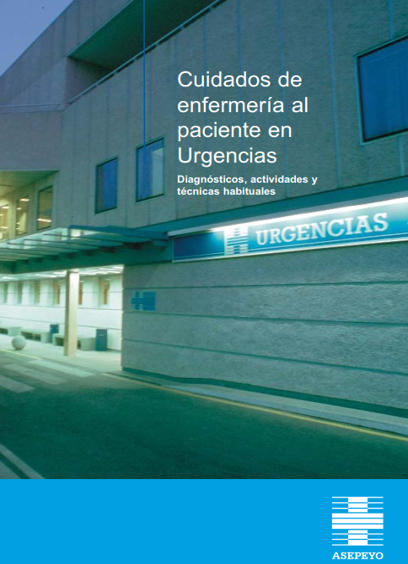 Cuidados de
enfermería al
paciente en
Urgencias
Diagnósticos, actividades y
técnicas habituales
URGENCIAS
ASEPEYO